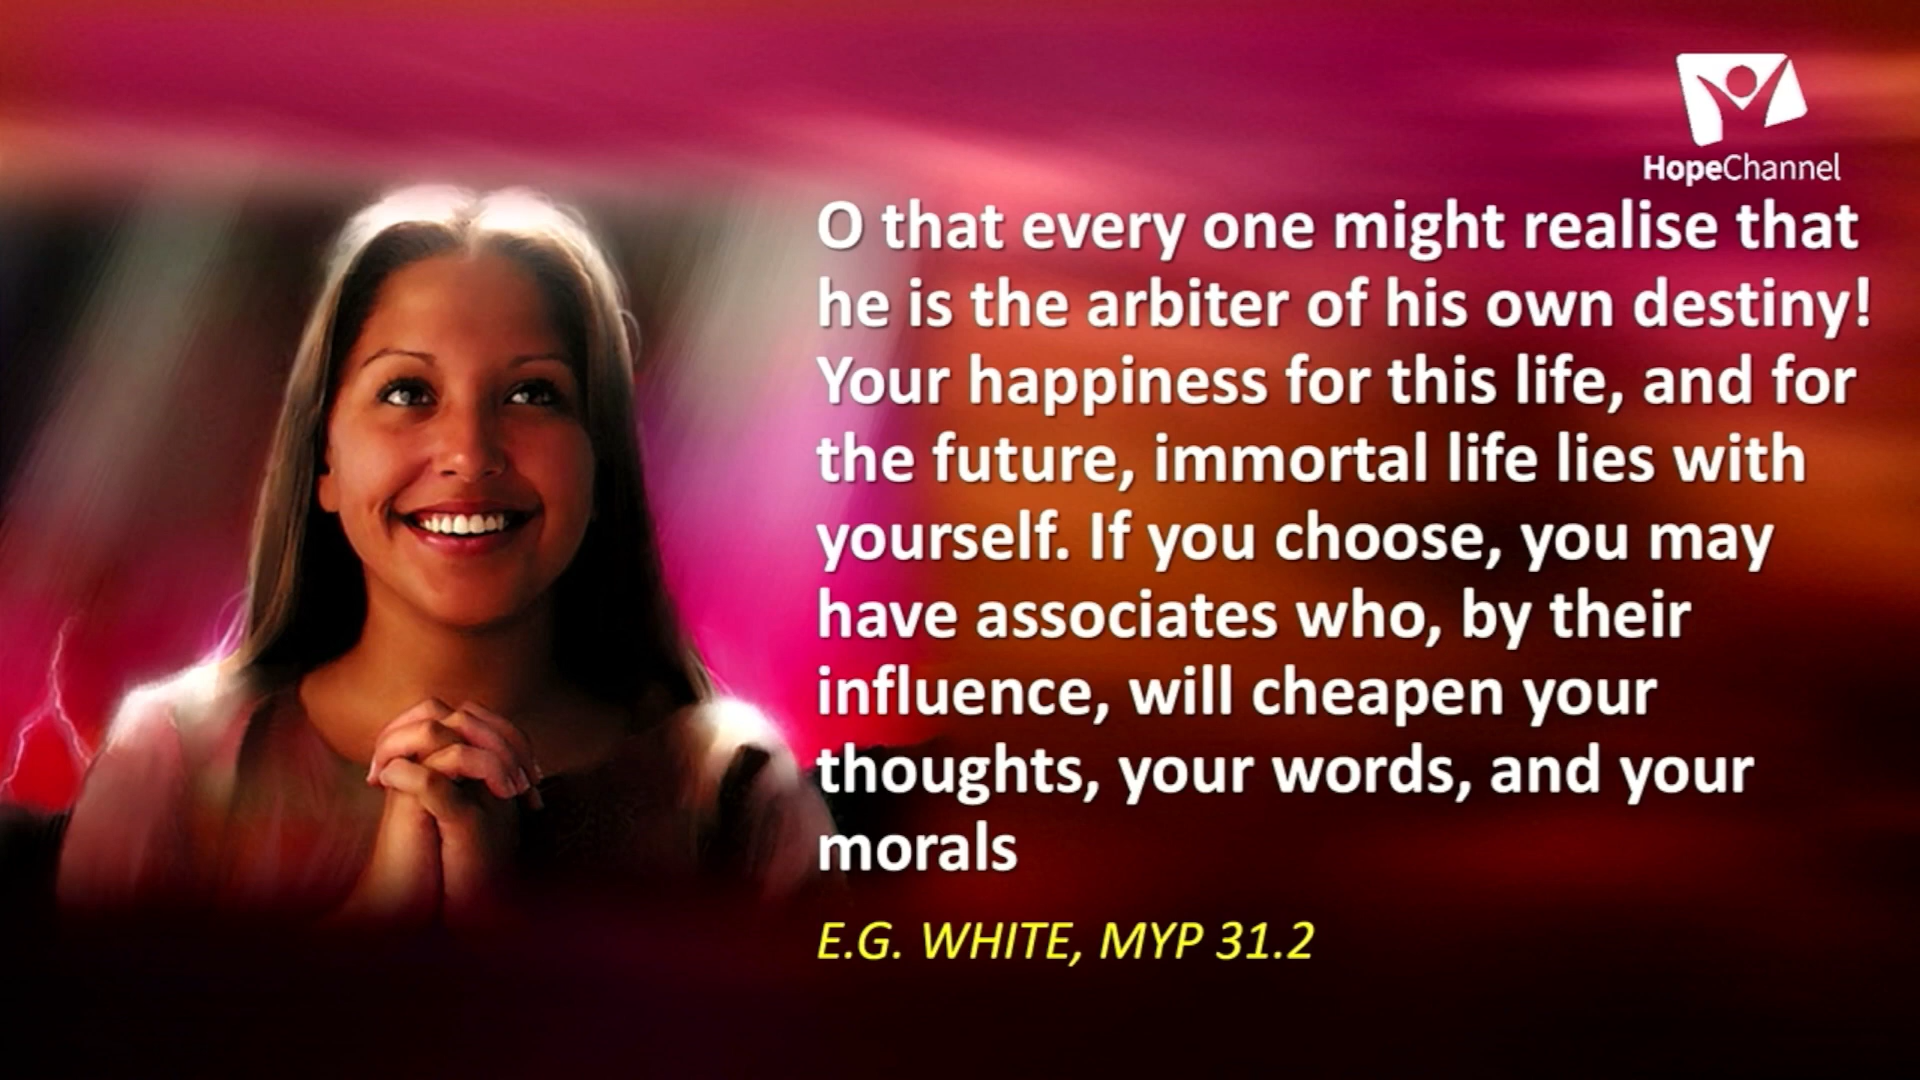 HopeChannel
O that every one might realise that
he is the arbiter of his own destiny!
Your happiness for this life, and for
the future, immortal life lies with
yourself. If you choose, you may
have associates who, by their
influence, will cheapen your
thoughts, your words, and your
morals
E.G. WHITE, MYP 31.2